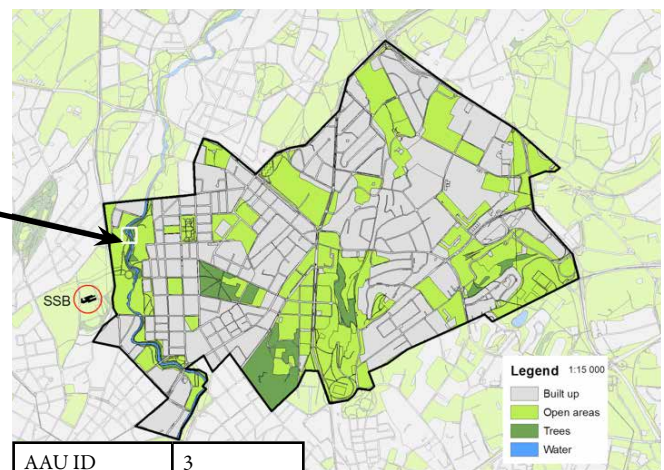 SSB
Legend 1:15 000
Built up
Open areas
Trees
Water
AAU ID 3